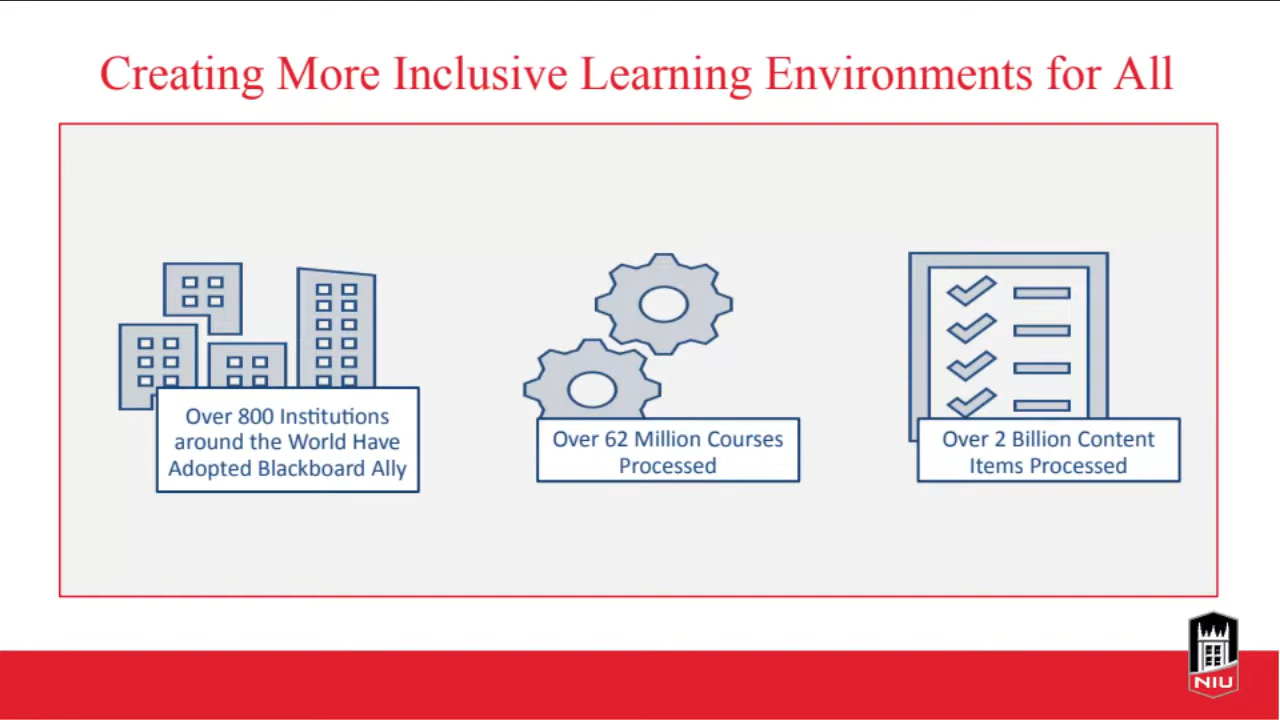 Creating More Inclusive Learning Environments for All
Over 800 Institutions
around the World Have
Adopted Blackboard Ally
Over 62 Million Courses
Processed
Over 2 Billion Content
Items Processed
NIU